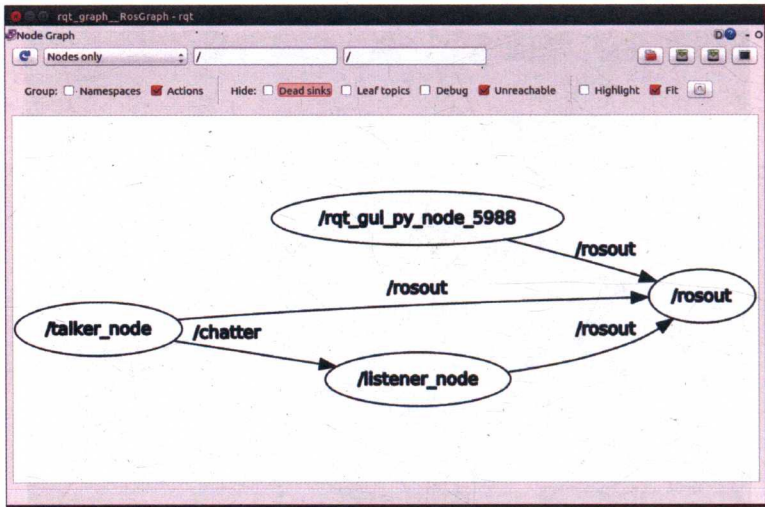 rqt_graph__RosGraph - rqt
Node Graph
D ? - O
Nodes only / /
Group: Namespaces Actions Hide: Dead sinks Leaf topics Debug Unreachable Highlight Fit
/rqt_gui_py_node_5988
/rosout
/rosout
/rosout
/talker_node
/chatter
/rosout
/listener_node